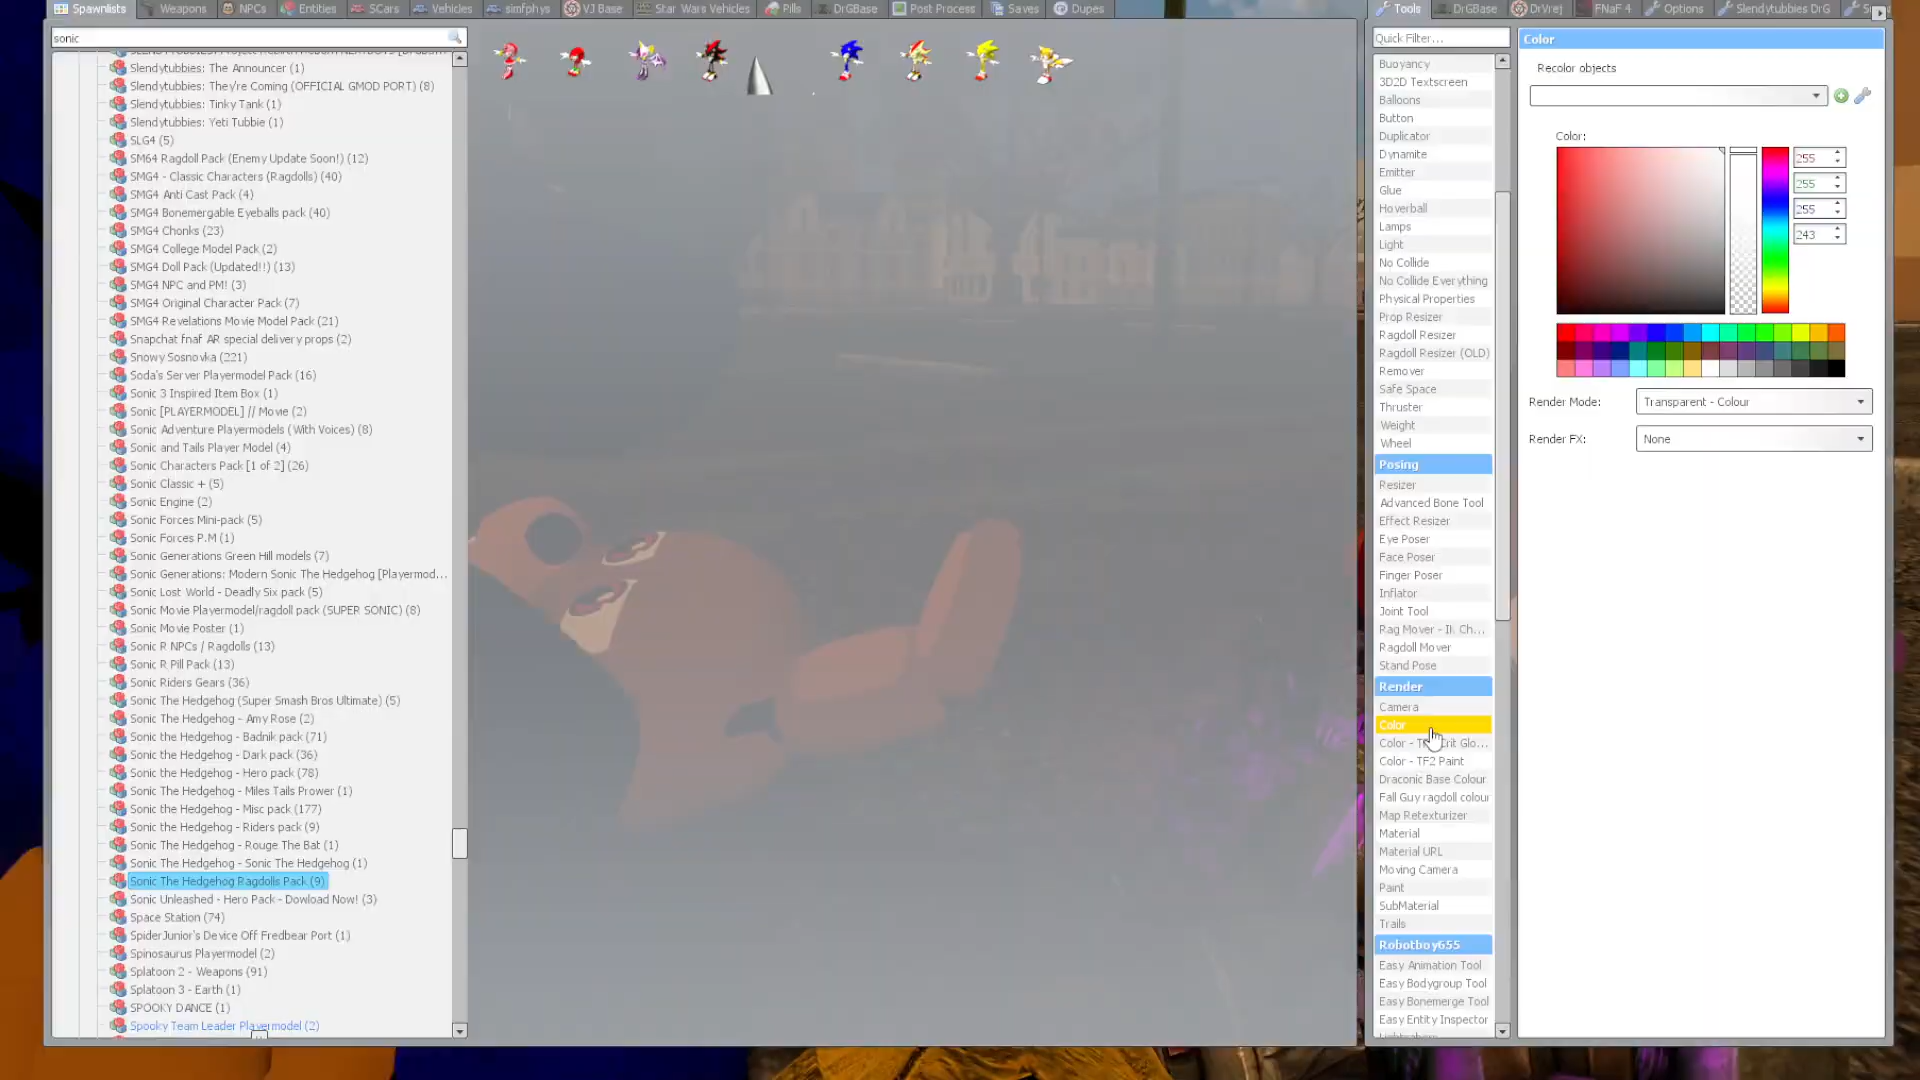 Spawnlists Weapons NPCs Entities SCars Vehicles simfphys VJ Base Star Wars Vehicles Pills DrGBase Post Process Saves Dupes
sonic
Slendytubbies: The Announcer (1)
Slendytubbies: They're Coming (OFFICIAL GMOD PORT) (8)
Slendytubbies: Tinky Tank (1)
Slendytubbies: Yeti Tubbie (1)
SLG4 (5)
SM64 Ragdoll Pack (Enemy Update Soon!) (12)
SMG4 - Classic Characters (Ragdolls) (40)
SMG4 Anti Cast Pack (4)
SMG4 Bonemergable Eyeballs pack (40)
SMG4 Chonks (23)
SMG4 College Model Pack (2)
SMG4 Doll Pack (Updated!!) (13)
SMG4 NPC and PM! (3)
SMG4 Original Character Pack (7)
SMG4 Revelations Movie Model Pack (21)
Snapchat fnaf AR special delivery props (2)
Snowy Sosnovka (221)
Soda's Server Playermodel Pack (16)
Sonic 3 Inspired Item Box (1)
Sonic [PLAYERMODEL] // Movie (2)
Sonic Adventure Playermodels (With Voices) (8)
Sonic and Tails Player Model (4)
Sonic Characters Pack [1 of 2] (26)
Sonic Classic + (5)
Sonic Engine (2)
Sonic Forces Mini-pack (5)
Sonic Forces P.M (1)
Sonic Generations Green Hill models (7)
Sonic Generations: Modern Sonic The Hedgehog [Playermod...
Sonic Lost World - Deadly Six pack (5)
Sonic Movie Playermodel/ragdoll pack (SUPER SONIC) (8)
Sonic Movie Poster (1)
Sonic R NPCs / Ragdolls (13)
Sonic R Pill Pack (13)
Sonic Riders Gears (36)
Sonic The Hedgehog (Super Smash Bros Ultimate) (5)
Sonic The Hedgehog - Amy Rose (2)
Sonic the Hedgehog - Badnik pack (71)
Sonic the Hedgehog - Dark pack (36)
Sonic the Hedgehog - Hero pack (78)
Sonic The Hedgehog - Miles Tails Prower (1)
Sonic the Hedgehog - Misc pack (177)
Sonic the Hedgehog - Riders pack (9)
Sonic The Hedgehog - Rouge The Bat (1)
Sonic The Hedgehog - Sonic The Hedgehog (1)
Sonic The Hedgehog Ragdolls Pack (9)
Sonic Unleashed - Hero Pack - Dowload Now! (3)
Space Station (74)
SpiderJunior's Device Off Fredbear Port (1)
Spinosaurus Playermodel (2)
Splatoon 2 - Weapons (91)
Splatoon 3 - Earth (1)
SPOOKY DANCE (1)
Spooky Team Leader Playermodel (2)
Tools DrGBase DrVrej FNaF 4 Options Slendytubbies DrG
Quick Filter...
Buoyancy
3D2D Textscreen
Balloons
Button
Duplicator
Dynamite
Emitter
Glue
Hoverball
Lamps
Light
No Collide
No Collide Everything
Physical Properties
Prop Resizer
Ragdoll Resizer
Ragdoll Resizer (OLD)
Remover
Safe Space
Thruster
Weight
Wheel
Posing
Resizer
Advanced Bone Tool
Effect Resizer
Eye Poser
Face Poser
Finger Poser
Inflator
Joint Tool
Rag Mover - Ik Ch...
Ragdoll Mover
Stand Pose
Render
Camera
Color
Color - Glo...
Color - TF2 Paint
Draconic Base Colour
Fall Guy ragdoll colour
Map Retexturizer
Material
Material URL
Moving Camera
Paint
SubMaterial
Trails
Robotboy655
Easy Animation Tool
Easy Bodygroup Tool
Easy Bonemerge Tool
Easy Entity Inspector
Color
Recolor objects
Color:
255
255
255
243
Render Mode: Transparent - Colour
Render FX: None